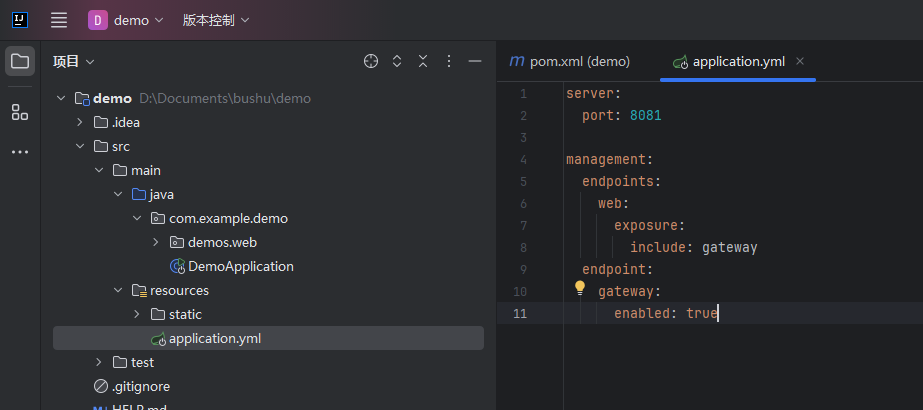 IJ
D demo 版本控制
项目
demo D:\Documents\bushu\demo
.idea
src
main
java
com.example.demo
demos.web
DemoApplication
resources
static
application.yml
test
.gitignore
HELP.md
m pom.xml (demo) application.yml
1 server:
2 port: 8081
3
4 management:
5 endpoints:
6 web:
7 exposure:
8 include: gateway
9 endpoint:
10 gateway:
11 enabled: true